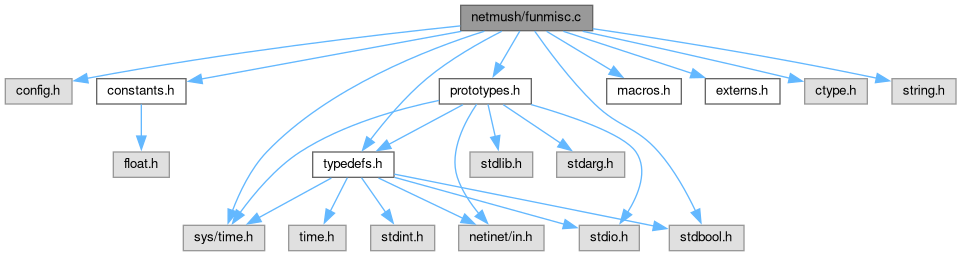 netmush/funmisc.c
config.h
constants.h
prototypes.h
macros.h
externs.h
ctype.h
string.h
float.h
typedefs.h
stdlib.h
stdarg.h
sys/time.h
time.h
stdint.h
netinet/in.h
stdio.h
stdbool.h